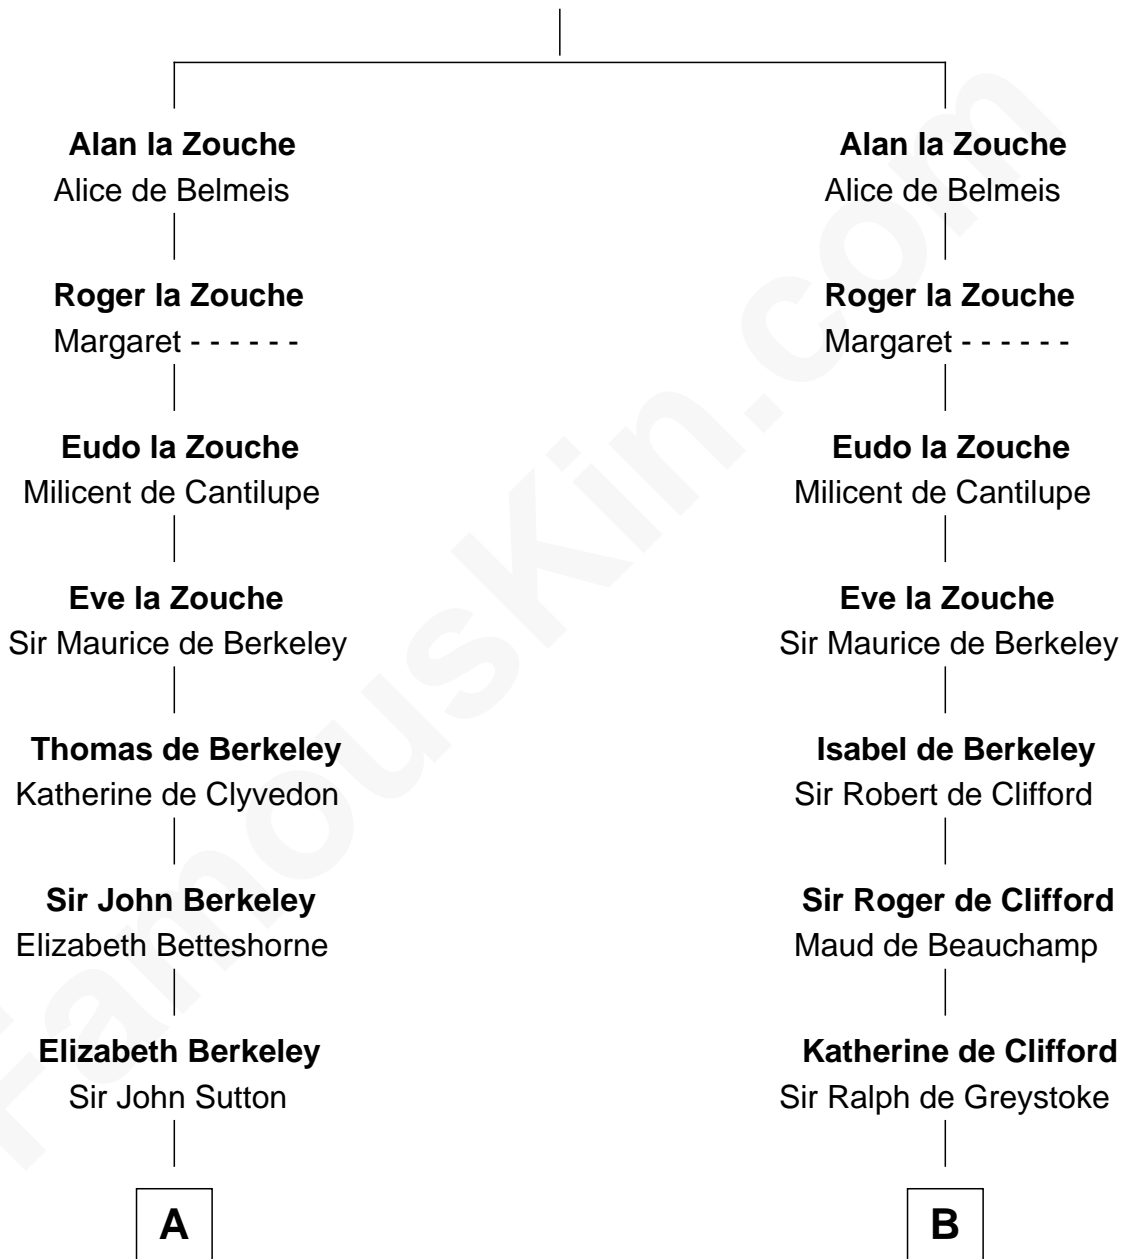 Alan la Zouche
Alice de Belmeis
Roger la Zouche
Margaret - - - - - -
Eudo la Zouche
Milicent de Cantilupe
Eve la Zouche
Sir Maurice de Berkeley
Thomas de Berkeley
Katherine de Clyvedon
Sir John Berkeley
Elizabeth Betteshorne
Elizabeth Berkeley
Sir John Sutton
A
Alan la Zouche
Alice de Belmeis
Roger la Zouche
Margaret - - - - - -
Eudo la Zouche
Milicent de Cantilupe
Eve la Zouche
Sir Maurice de Berkeley
Isabel de Berkeley
Sir Robert de Clifford
Sir Roger de Clifford
Maud de Beauchamp
Katherine de Clifford
Sir Ralph de Greystoke
B
FamousKin.com